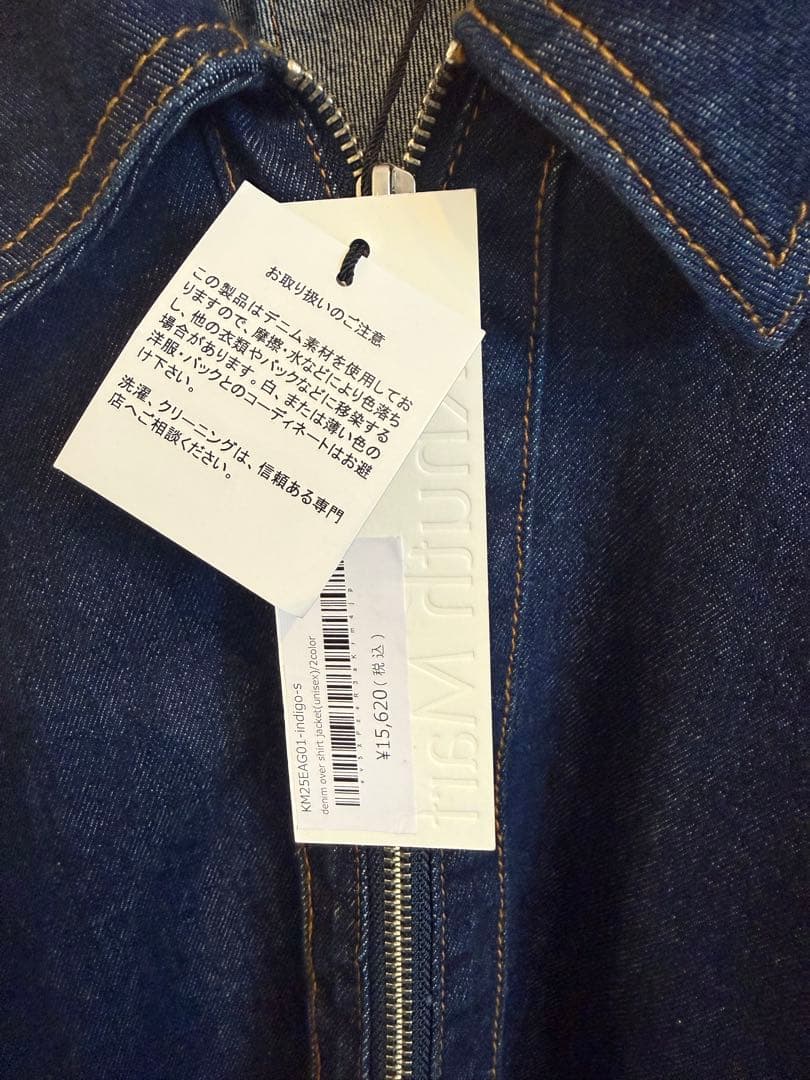 お取り扱いのご注意
この製品はデニム素材を使用してお
りますので、摩擦・水などにより色落ち
し、他の衣類やバックなどに移染する
場合があります。白、または薄い色の
洋服・バックとのコーディネートはお避
け下さい。
洗濯、クリーニングは、信頼ある専門
店へご相談ください。
KM25EAG01-indigo-s
denim over shirt jacket(unisex)/2color
¥15,620(税込)
Knuth Marf